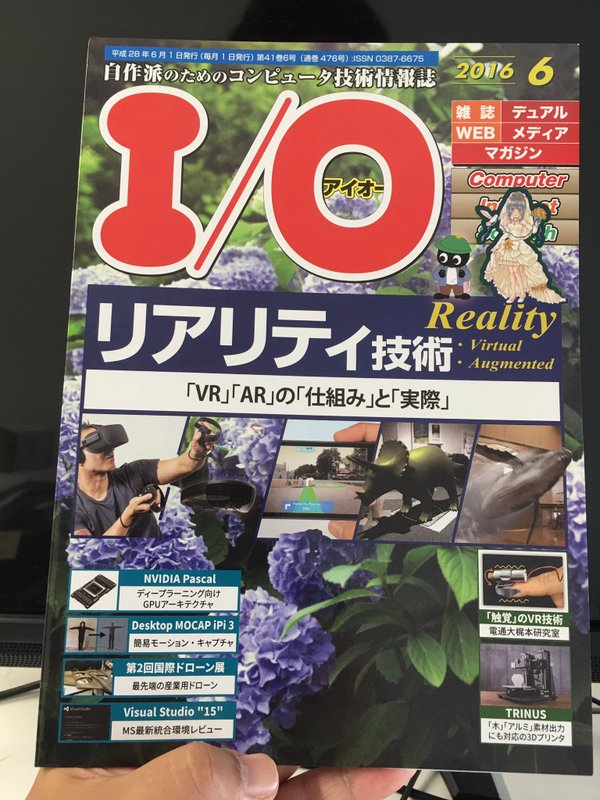 平成28年6月1日発行(毎月1日発行)第41巻6号(通巻 476号):ISSN 0387-6675
自作派のためのコンピュータ技術情報誌
2016 6
I/O
アイオー
雑誌 デュアル
WEB メディア
マガジン
Computer
リアリティ技術
Reality
・Virtual
・Augmented
「VR」「AR」の「仕組み」と「実際」
NVIDIA Pascal
ディープラーニング向け
GPUアーキテクチャ
Desktop MOCAP iPi 3
簡易モーション・キャプチャ
第2回国際ドローン展
最先端の産業用ドローン
Visual Studio "15"
MS最新統合環境レビュー
Visual Studio
「触覚」のVR技術
電通大梶本研究室
TRINUS
「木」「アルミ」素材出力
にも対応の3Dプリンタ